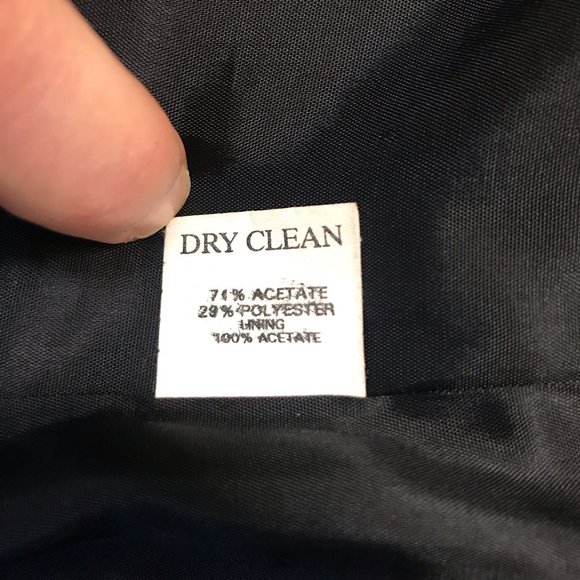 DRY CLEAN
71% ACETATE
29% POLYESTER
LINING
100% ACETATE